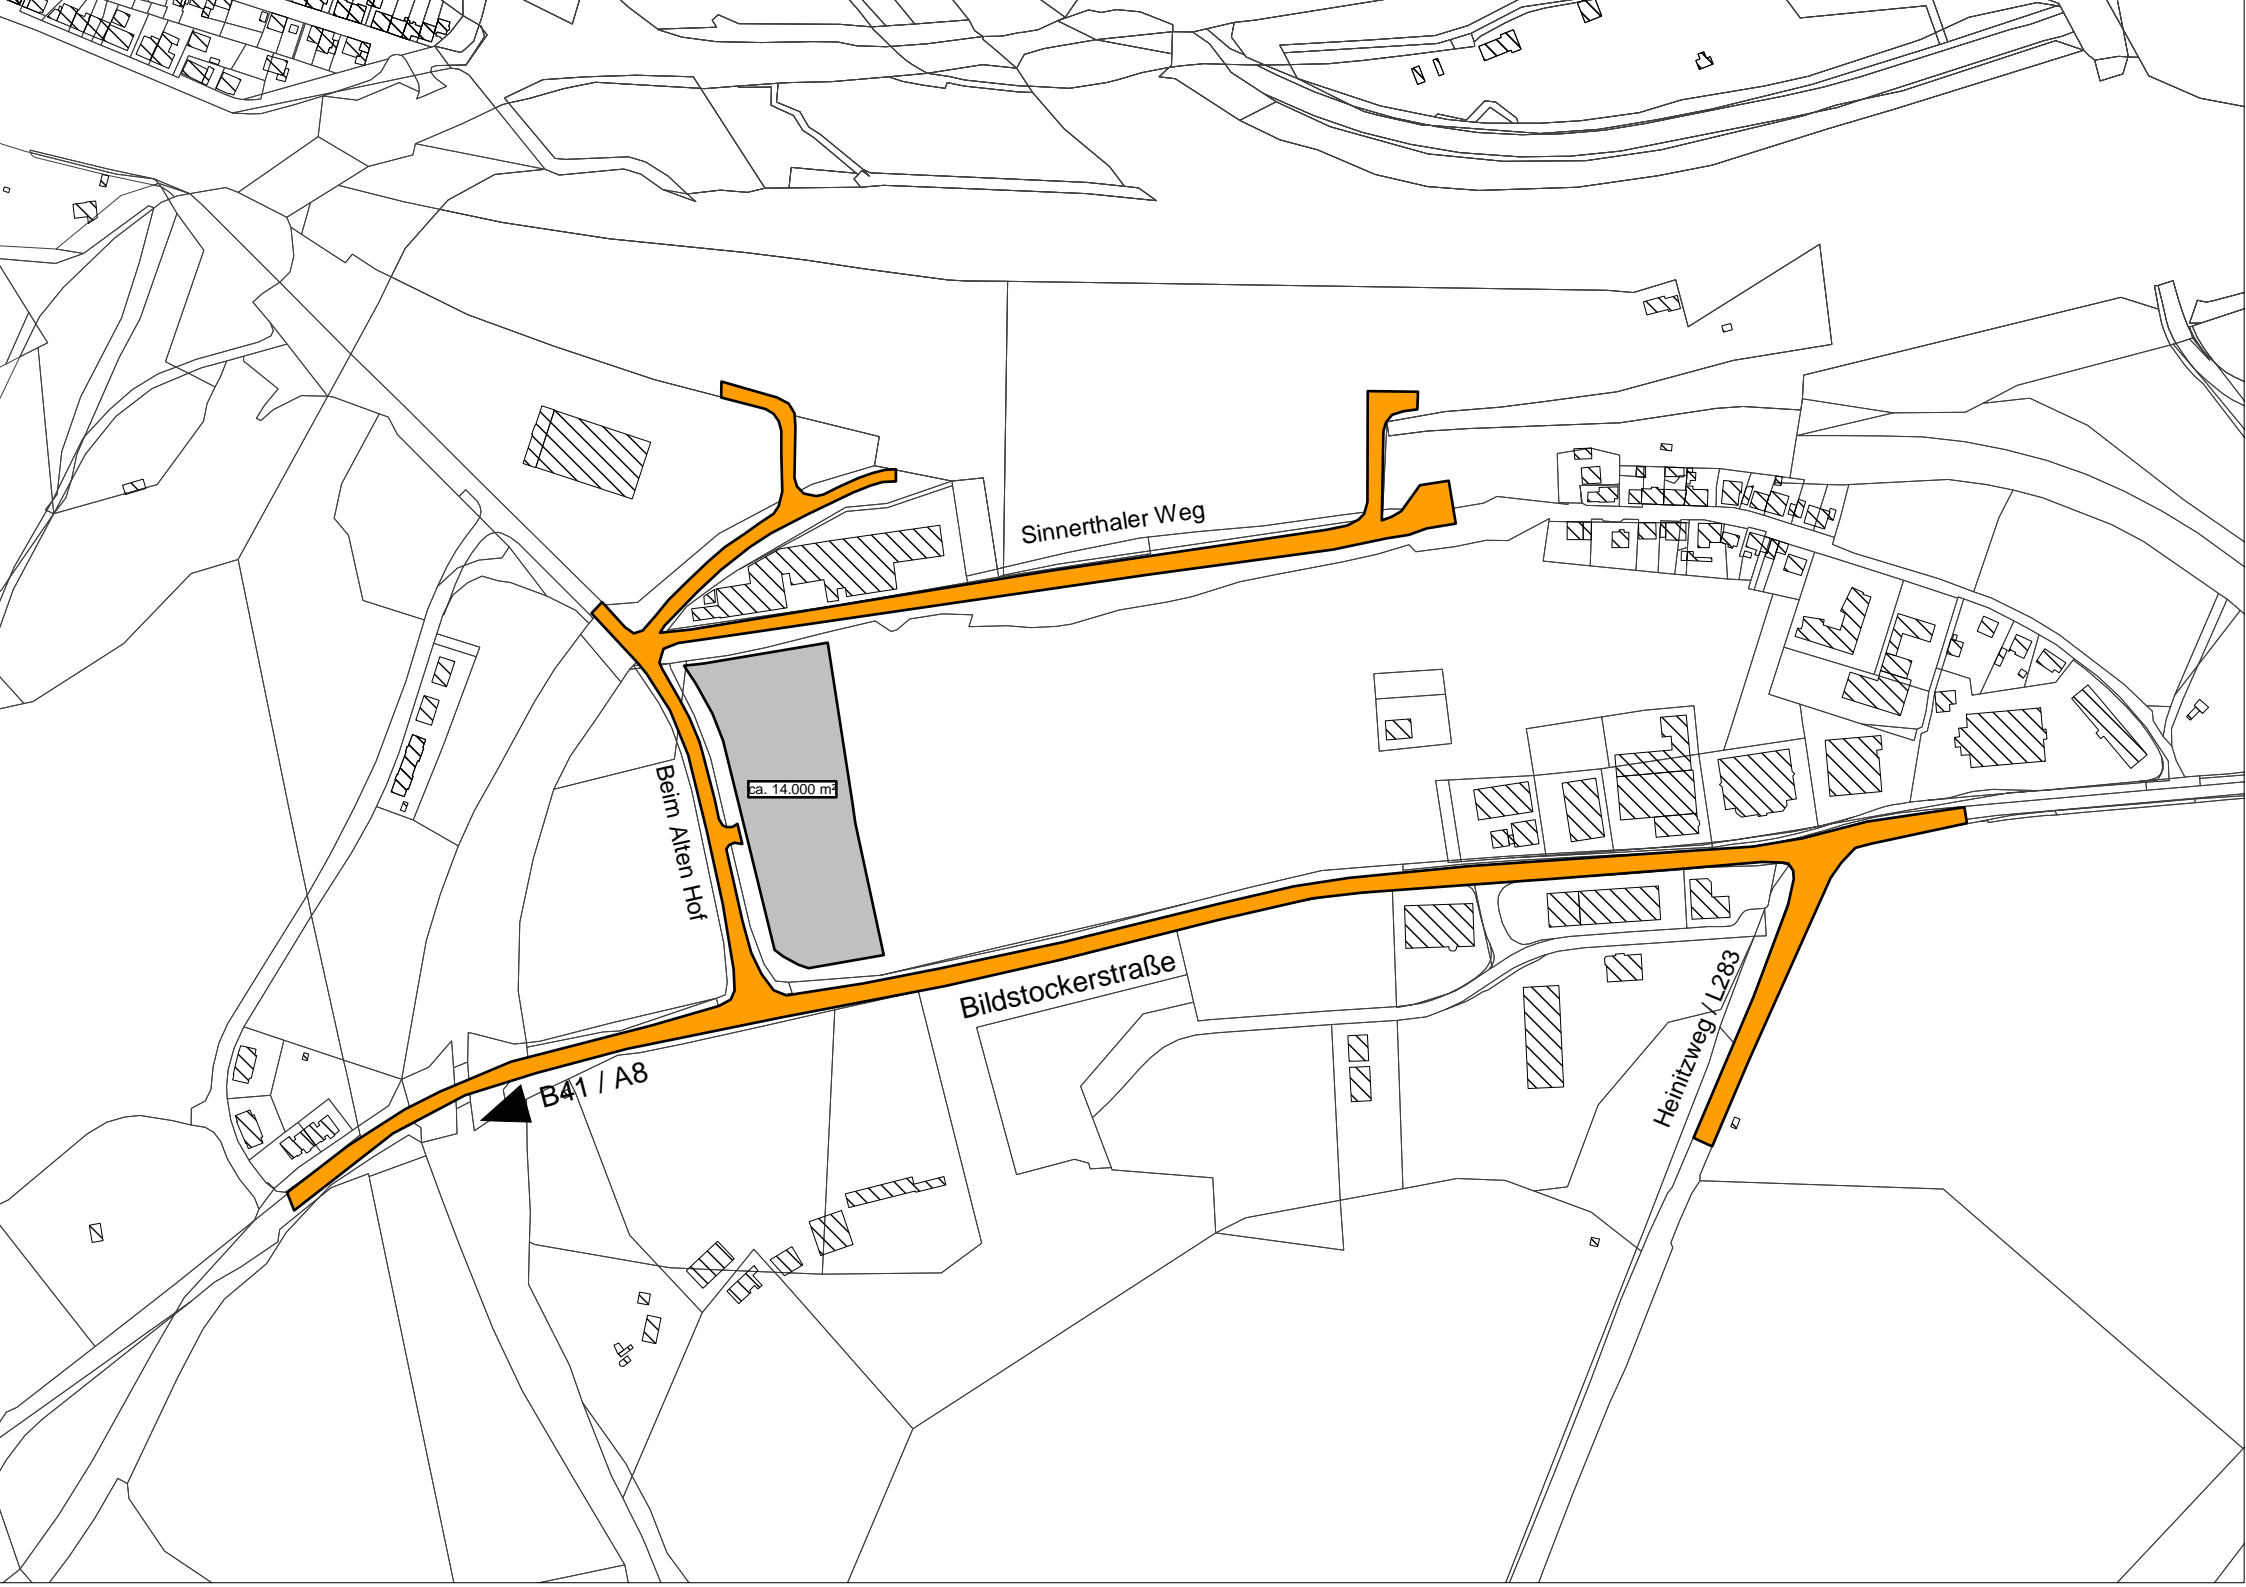 Sinnerthaler Weg
Beim Alten Hof
ca. 14.000 m²
Bildstockerstraße
Heinitzweg / L283
B41 / A8